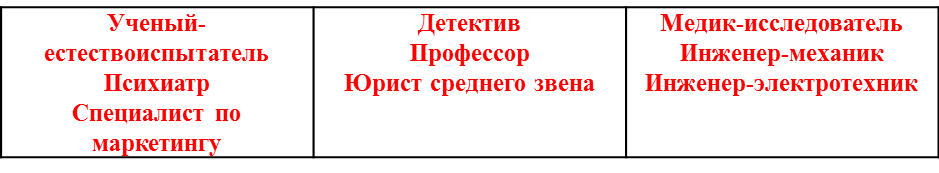 Ученый-
естествоиспытатель
Психиатр
Специалист по
маркетингу
Детектив
Профессор
Юрист среднего звена
Медик-исследователь
Инженер-механик
Инженер-электротехник